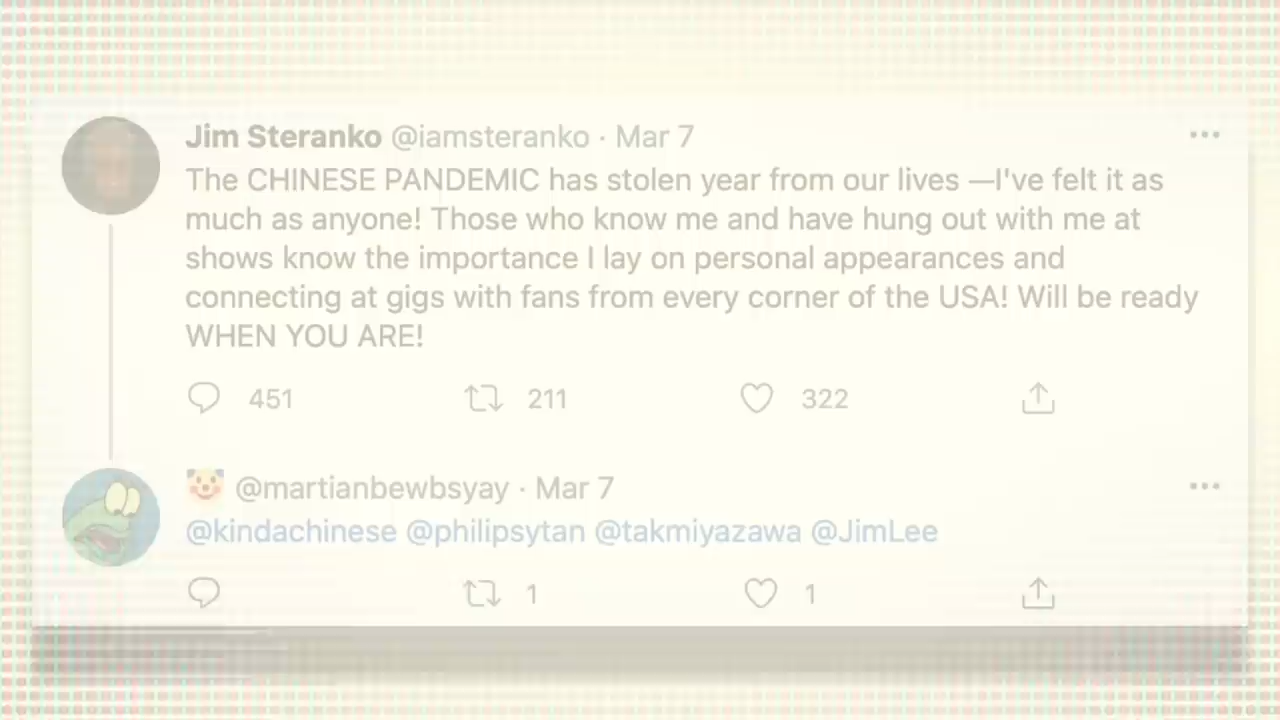 Jim Steranko @iamsteranko · Mar 7
The CHINESE PANDEMIC has stolen year from our lives —I've felt it as
much as anyone! Those who know me and have hung out with me at
shows know the importance I lay on personal appearances and
connecting at gigs with fans from every corner of the USA! Will be ready
WHEN YOU ARE!
451 211 322
🤡 @martianbewbsyay · Mar 7
@kindachinese @philipsytan @takmiyazawa @JimLee
1 1